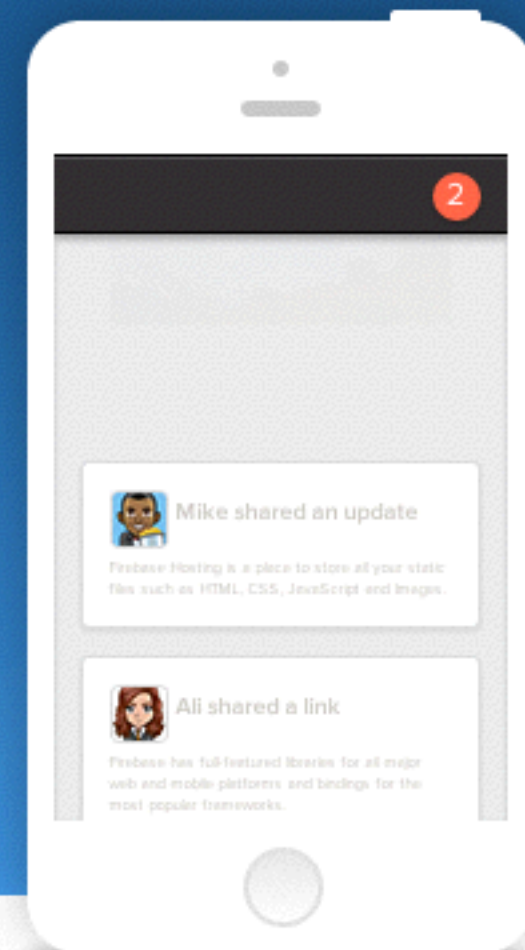 2
Mike shared an update
Firebase Hosting is a place to store all your static
files such as HTML, CSS, JavaScript and Images.
Ali shared a link
Firebase has full-featured libraries for all major
web and mobile platforms and bindings for the
most popular frameworks.